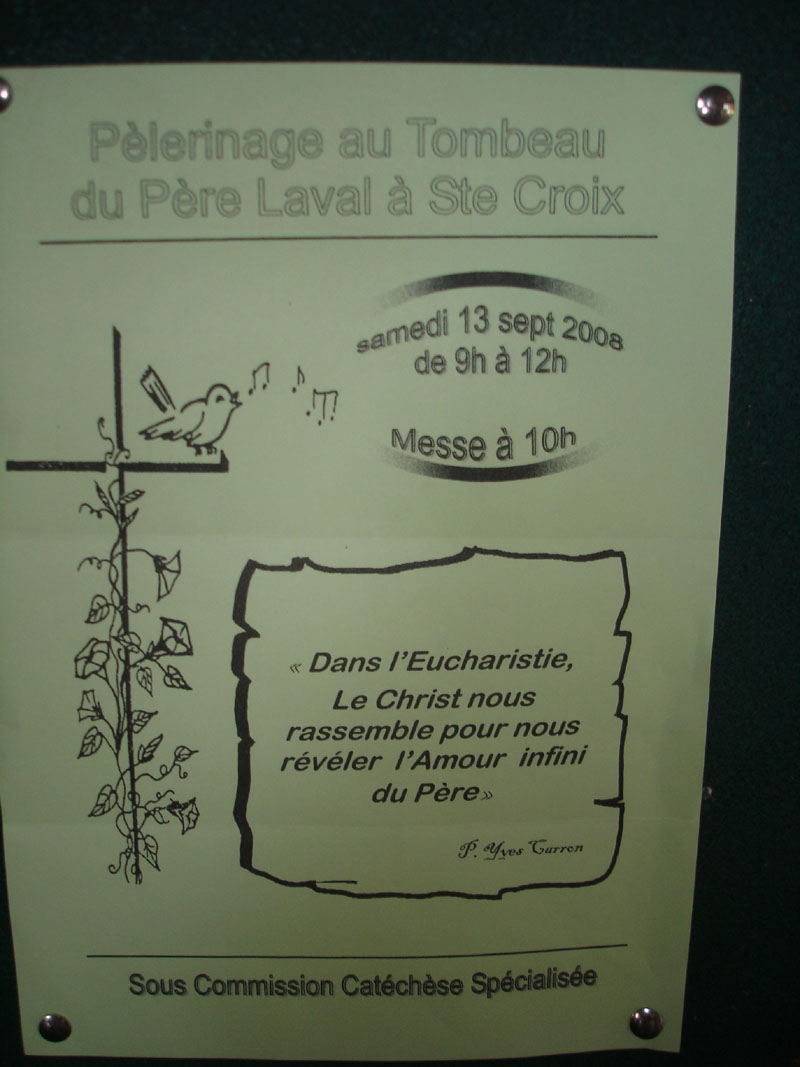 Pèlerinage au Tombeau
du Père Laval à Ste Croix
samedi 13 sept 2008
de 9h à 12h
Messe à 10h
« Dans l'Eucharistie,
Le Christ nous
rassemble pour nous
révéler l'Amour infini
du Père»
P. Yves Carron
Sous Commission Catéchèse Spécialisée